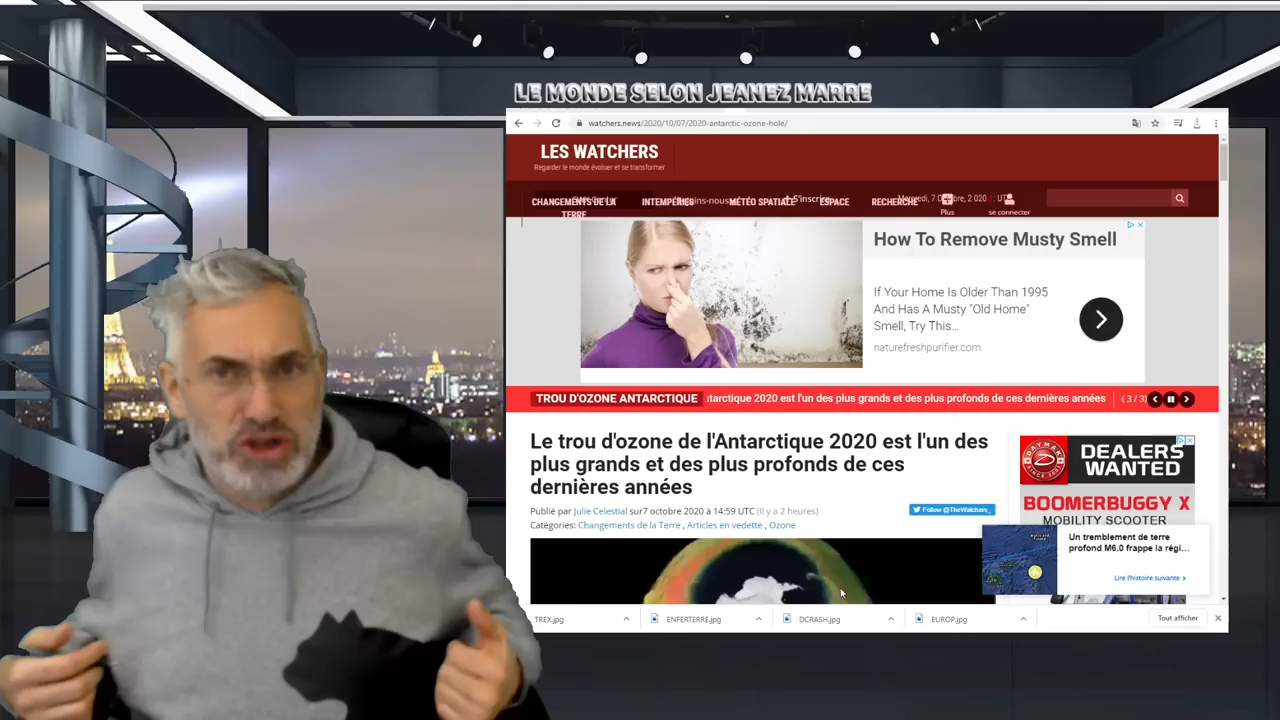 LE MONDE SELON JEANEZ MARRE
watchers.news/2020/10/07/2020-antarctic-ozone-hole/
LES WATCHERS
Regarder le monde évoluer et se transformer
CHANGEMENTS DE LA TERRE
INTEMPÉRIES
MÉTÉO SPATIALE
S'inscrire
ESPACE
RECHERCHE
Plus
se connecter
How To Remove Musty Smell
If Your Home Is Older Than 1995
And Has A Musty "Old Home"
Smell, Try This...
naturefreshpurifier.com
TROU D'OZONE ANTARCTIQUE
tarctique 2020 est l'un des plus grands et des plus profonds de ces dernières années
( 3 / 3)
Le trou d'ozone de l'Antarctique 2020 est l'un des
plus grands et des plus profonds de ces
dernières années
Publié par Julie Celestial sur7 octobre 2020 à 14:59 UTC (Il y a 2 heures)
Follow @TheWatchers_
Catégories: Changements de la Terre , Articles en vedette , Ozone
DAYMAK
DEALERS
WANTED
BOOMERBUGGY X
MOBILITY SCOOTER
Un tremblement de terre
profond M6.0 frappe la régi...
Lire l'histoire suivante
TREX.jpg
ENFERTERRE.jpg
DCRASH.jpg
EUROP.jpg
Tout afficher